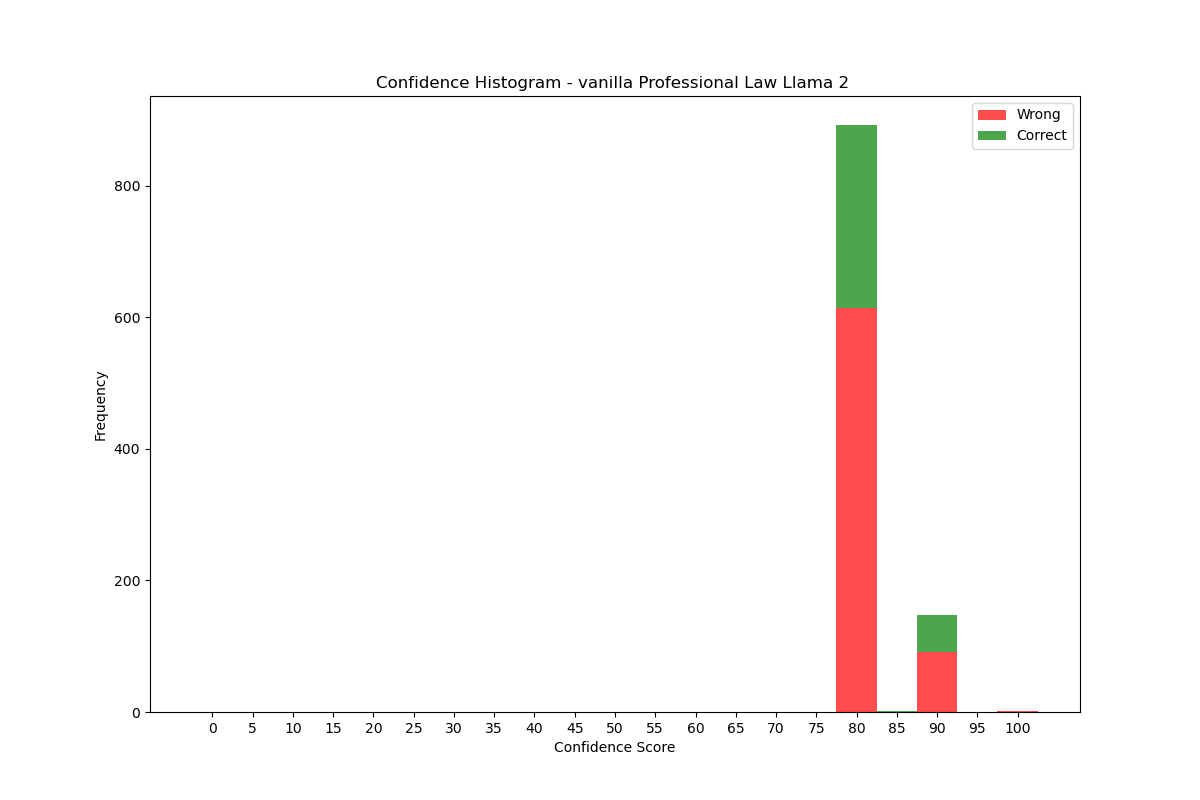 Confidence Histogram - vanilla Professional Law Llama 2
Wrong
Correct
800
600
400
200
0
Frequency
0 5 10 15 20 25 30 35 40 45 50 55 60 65 70 75 80 85 90 95 100
Confidence Score